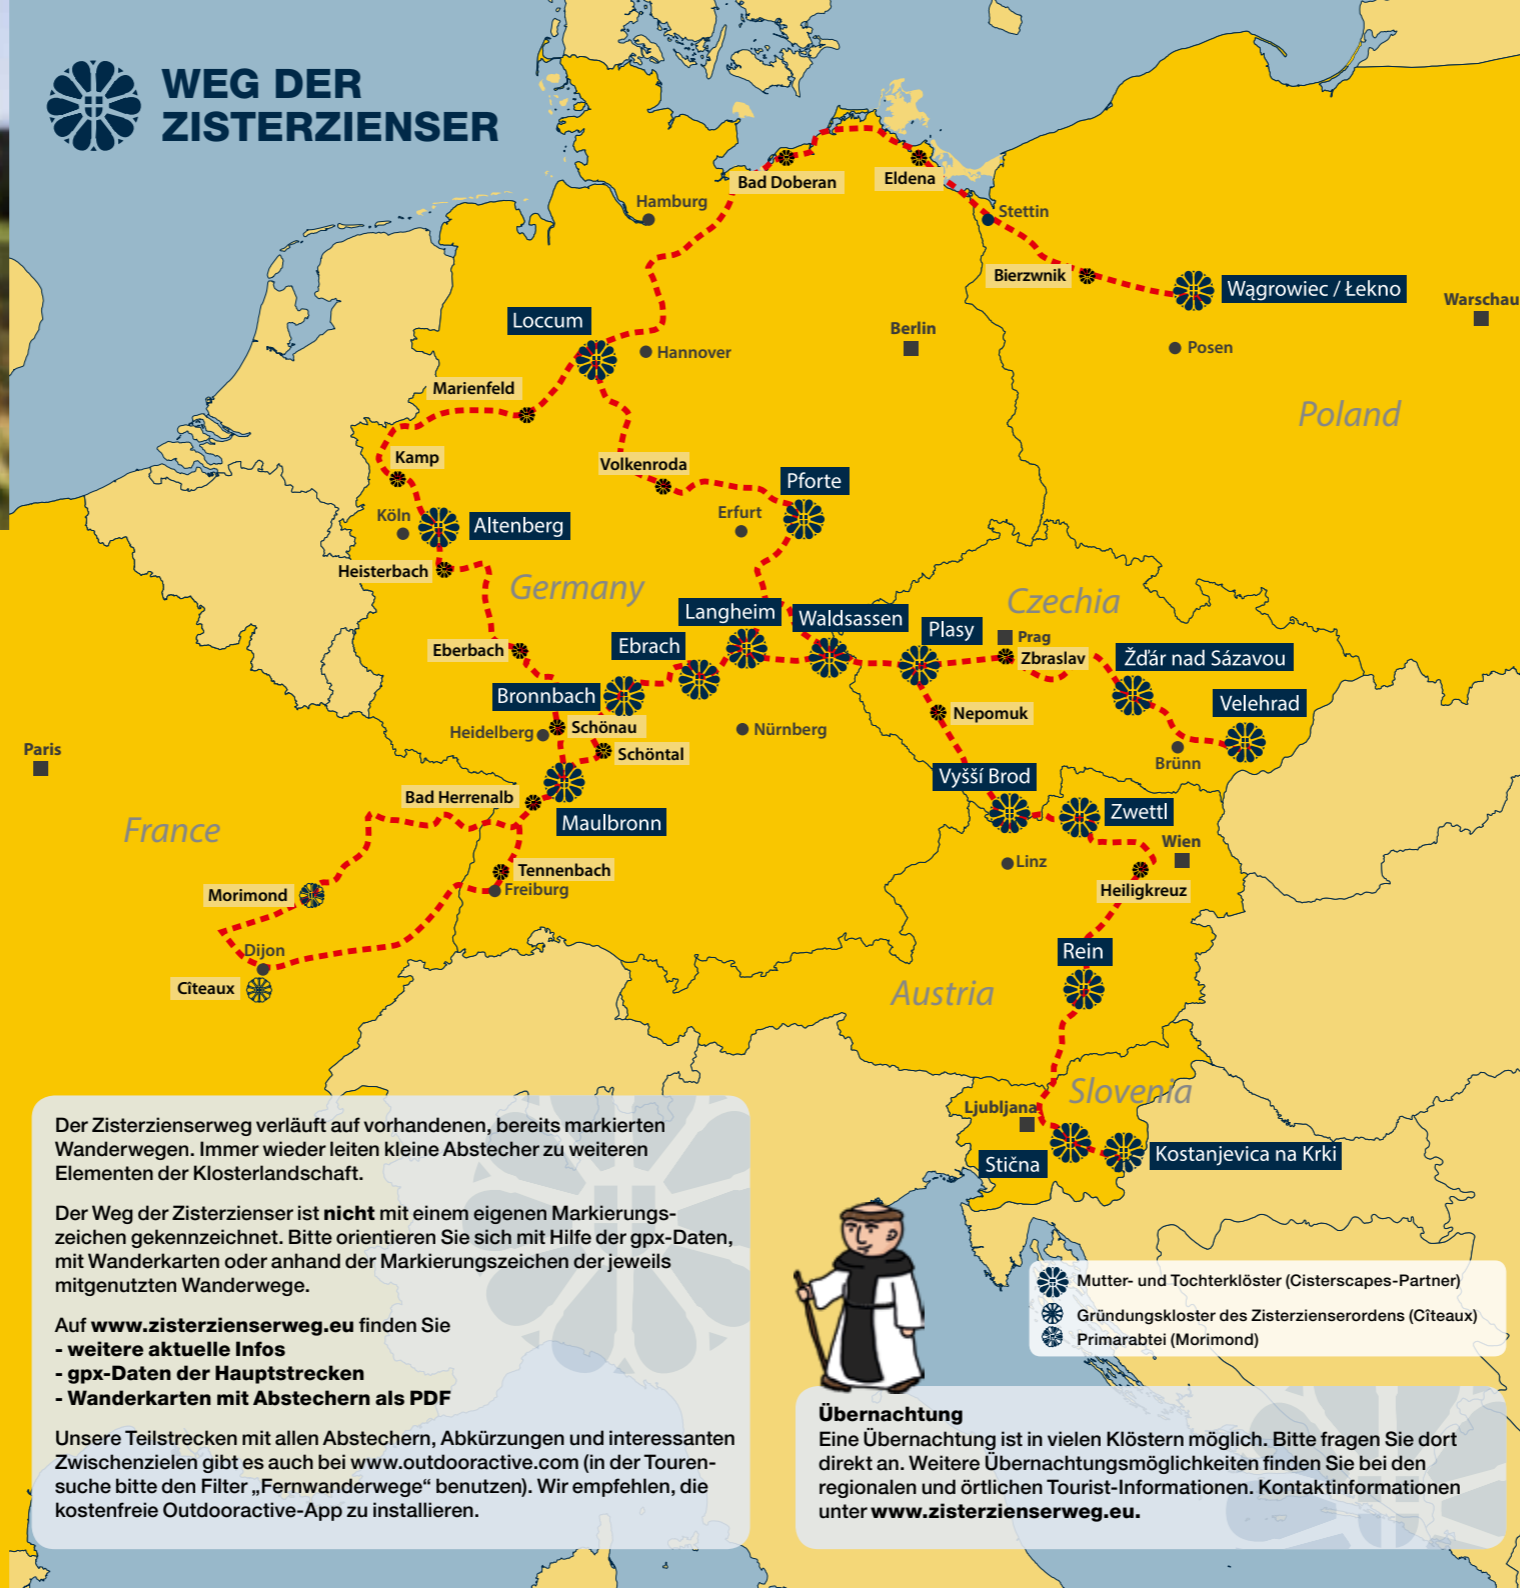 WEG DER
ZISTERZIENSER
Bad Doberan
Eldena
Hamburg
Stettin
Bierzwnik
Wągrowiec / Łekno
Warschau
Loccum
Berlin
Hannover
Posen
Marienfeld
Poland
Kamp
Volkenroda
Pforte
Köln
Altenberg
Erfurt
Heisterbach
Germany
Czechia
Langheim
Waldsassen
Plasy
Prag
Ebrach
Eberbach
Zbraslav
Žďár nad Sázavou
Bronnbach
Velehrad
Nepomuk
Heidelberg
Schönau
Nürnberg
Schöntal
Paris
Brünn
Vyšší Brod
Bad Herrenalb
Zwettl
Maulbronn
France
Wien
Linz
Tennenbach
Freiburg
Heiligkreuz
Morimond
Dijon
Rein
Cîteaux
Austria
Slovenia
Ljubljana
Stična
Kostanjevica na Krki
Der Zisterzienserweg verläuft auf vorhandenen, bereits markierten
Wanderwegen. Immer wieder leiten kleine Abstecher zu weiteren
Elementen der Klosterlandschaft.
Der Weg der Zisterzienser ist nicht mit einem eigenen Markierungs-
zeichen gekennzeichnet. Bitte orientieren Sie sich mit Hilfe der gpx-Daten,
mit Wanderkarten oder anhand der Markierungszeichen der jeweils
mitgenutzten Wanderwege.
Auf www.zisterzienserweg.eu finden Sie
- weitere aktuelle Infos
- gpx-Daten der Hauptstrecken
- Wanderkarten mit Abstechern als PDF
Unsere Teilstrecken mit allen Abstechern, Abkürzungen und interessanten
Zwischenzielen gibt es auch bei www.outdooractive.com (in der Touren-
suche bitte den Filter „Fernwanderwege“ benutzen). Wir empfehlen, die
kostenfreie Outdooractive-App zu installieren.
Mutter- und Tochterklöster (Cisterscapes-Partner)
Gründungskloster des Zisterzienserordens (Cîteaux)
Primarabtei (Morimond)
Übernachtung
Eine Übernachtung ist in vielen Klöstern möglich. Bitte fragen Sie dort
direkt an. Weitere Übernachtungsmöglichkeiten finden Sie bei den
regionalen und örtlichen Tourist-Informationen. Kontaktinformationen
unter www.zisterzienserweg.eu.